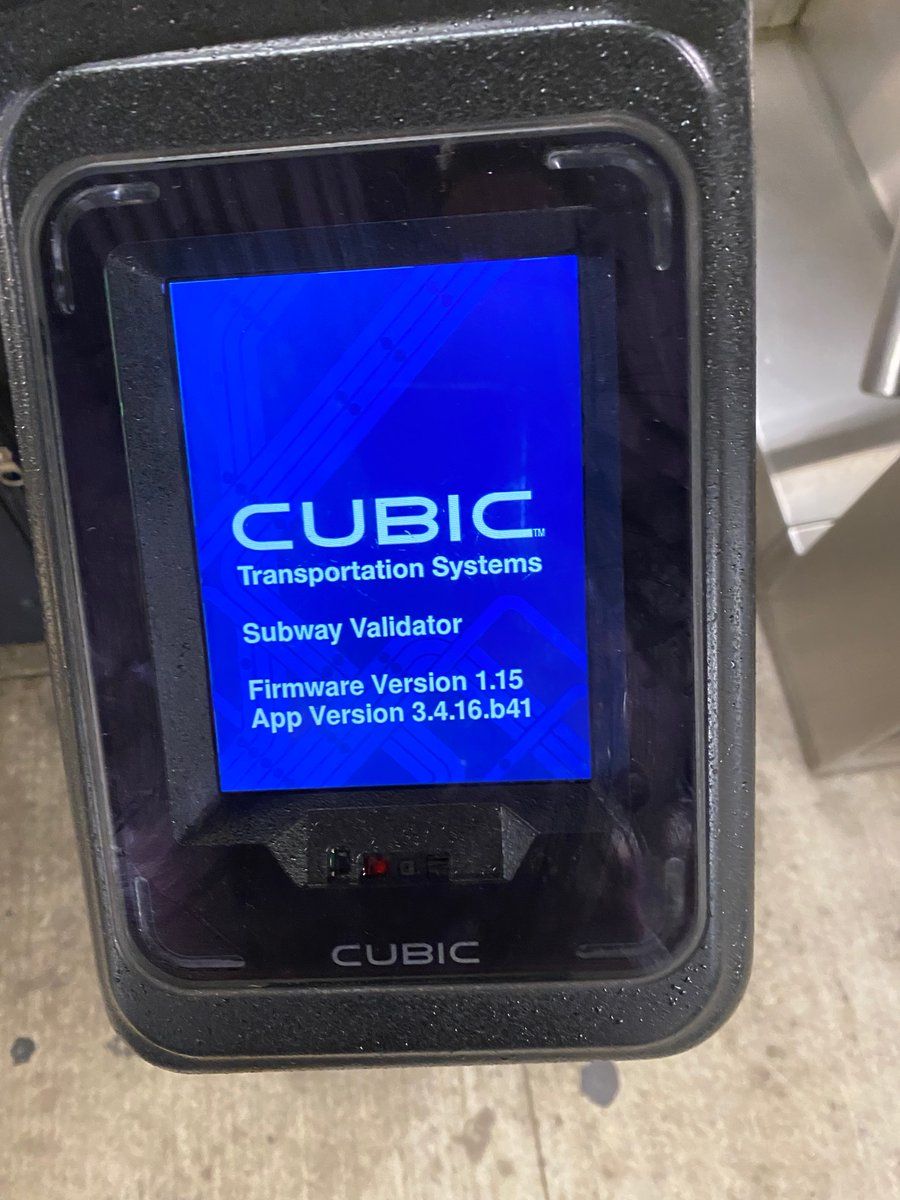 CUBIC™
Transportation Systems
Subway Validator
Firmware Version 1.15
App Version 3.4.16.b41
CUBIC